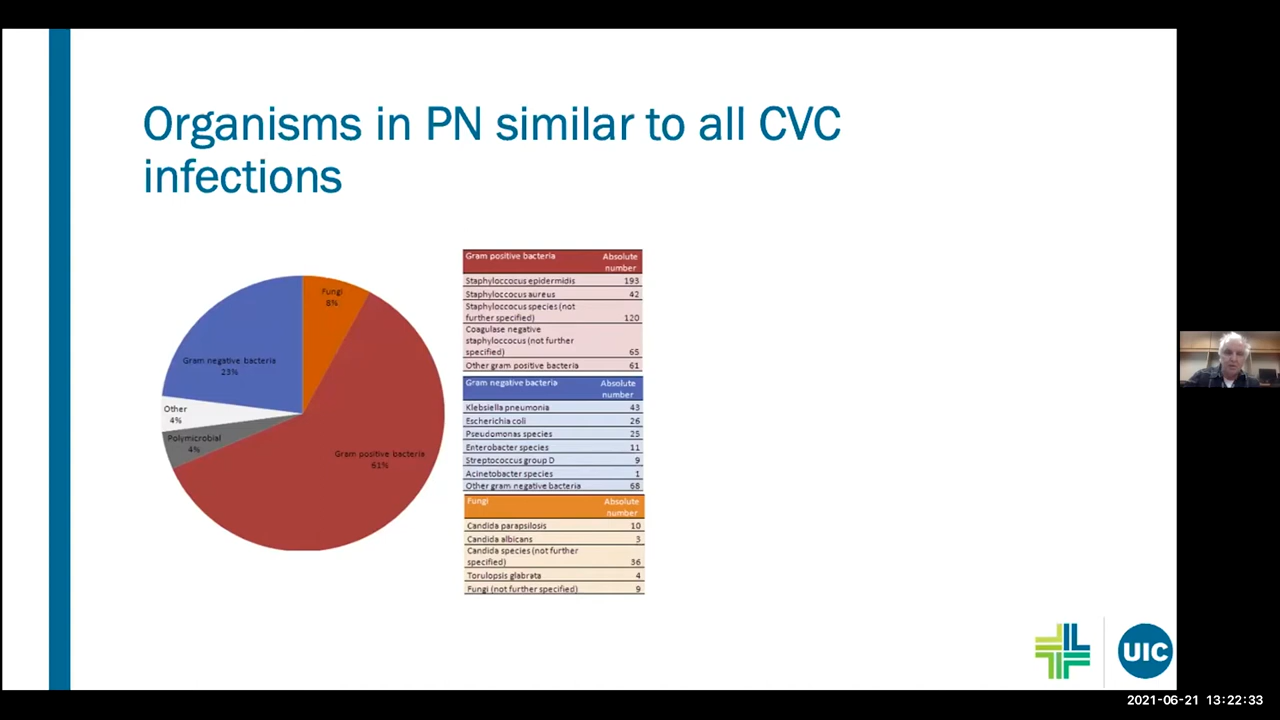 Organisms in PN similar to all CVC
infections
Fungi
8%
Gram negative bacteria
23%
Other
4%
Polymicrobial
4%
Gram positive bacteria
61%
Gram positive bacteria Absolute
number
Staphyloccocus epidermidis 193
Staphyloccocus aureus 42
Staphyloccocus species (not
further specified) 120
Coagulase negative
staphyloccocus (not further
specified) 65
Other gram positive bacteria 61
Gram negative bacteria Absolute
number
Klebsiella pneumonia 43
Escherichia coli 26
Pseudomonas species 25
Enterobacter species 11
Streptococcus group D 9
Acinetobacter species 1
Other gram negative bacteria 68
Fungi Absolute
number
Candida parapsilosis 10
Candida albicans 3
Candida species (not further
specified) 36
Torulopsis glabrata 4
Fungi (not further specified) 9
UIC
2021-06-21 13:22:33